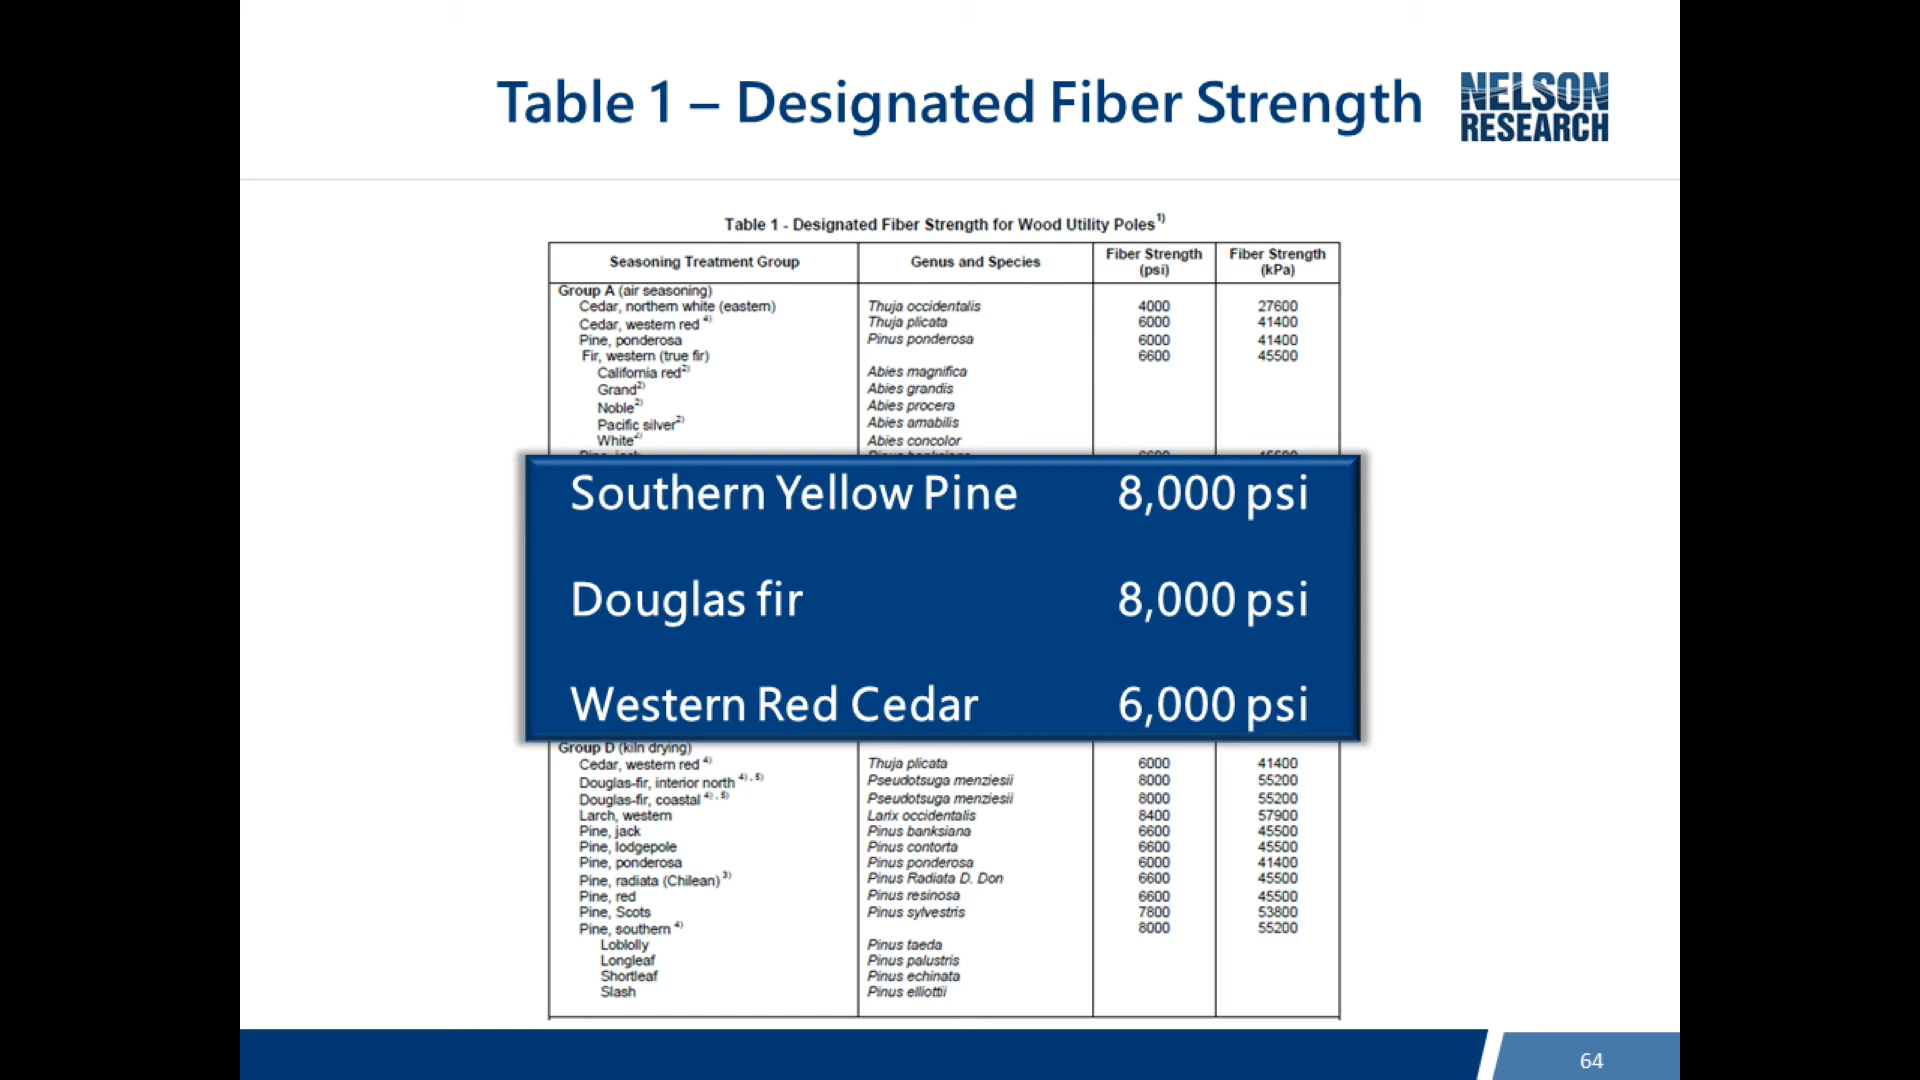 Table 1 – Designated Fiber Strength
NELSON
RESEARCH
Table 1 - Designated Fiber Strength for Wood Utility Poles 1)
Seasoning Treatment Group Genus and Species Fiber Strength (psi) Fiber Strength (kPa)
Group A (air seasoning)
Cedar, northern white (eastern) Thuja occidentalis 4000 27600
Cedar, western red 4) Thuja plicata 6000 41400
Pine, ponderosa Pinus ponderosa 6000 41400
Fir, western (true fir) 6600 45500
California red 2) Abies magnifica
Grand 2) Abies grandis
Noble 2) Abies procera
Pacific silver 2) Abies amabilis
White 2) Abies concolor
Southern Yellow Pine 8,000 psi
Douglas fir 8,000 psi
Western Red Cedar 6,000 psi
Group D (kiln drying)
Cedar, western red 4) Thuja plicata 6000 41400
Douglas-fir, interior north 4), 5) Pseudotsuga menziesii 8000 55200
Douglas-fir, coastal 4), 5) Pseudotsuga menziesii 8000 55200
Larch, western Larix occidentalis 8400 57900
Pine, jack Pinus banksiana 6600 45500
Pine, lodgepole Pinus contorta 6600 45500
Pine, ponderosa Pinus ponderosa 6000 41400
Pine, radiata (Chilean) 3) Pinus Radiata D. Don 6600 45500
Pine, red Pinus resinosa 6600 45500
Pine, Scots Pinus sylvestris 7800 53800
Pine, southern 4) 8000 55200
Loblolly Pinus taeda
Longleaf Pinus palustris
Shortleaf Pinus echinata
Slash Pinus elliottii
64